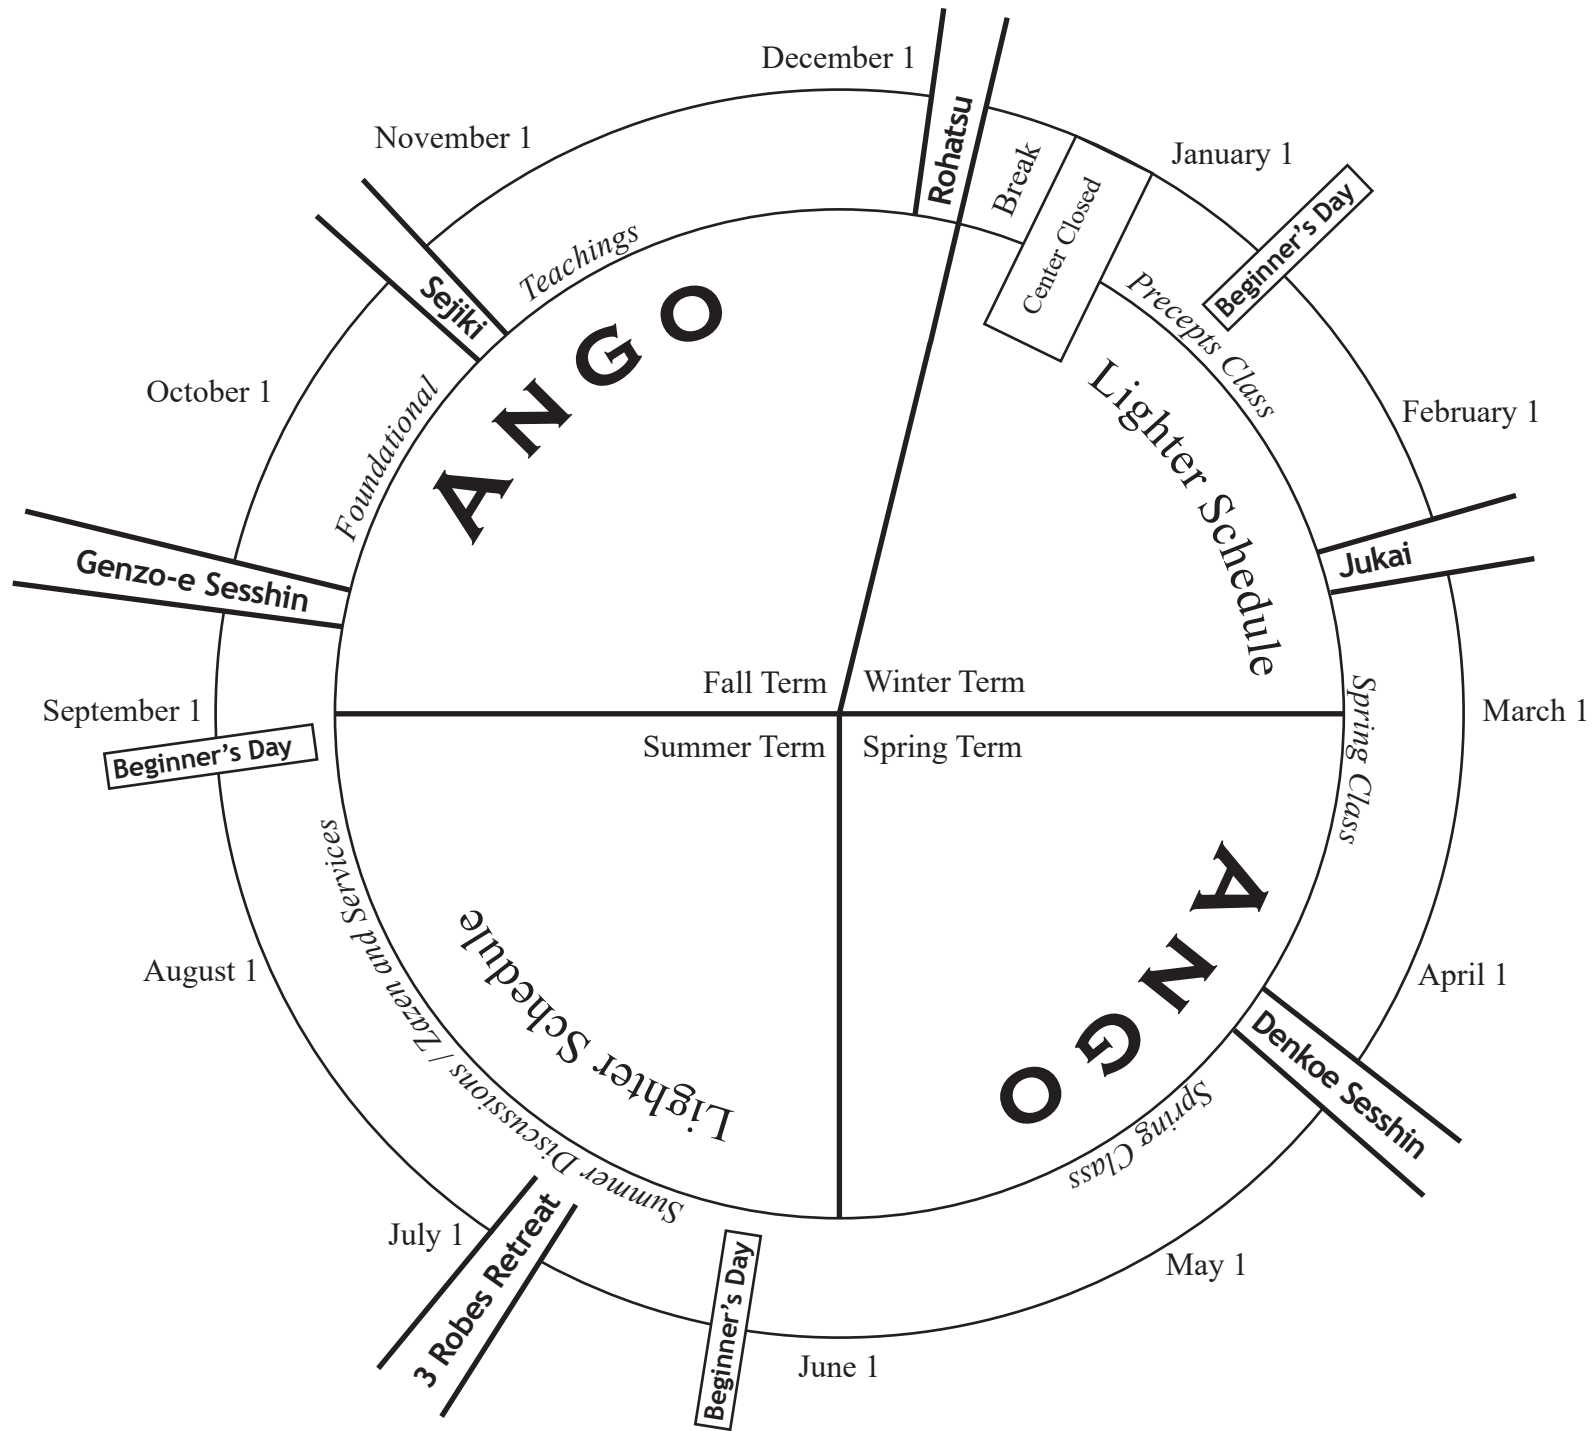 December 1
Rohatsu
Break
Center Closed
January 1
Beginner's Day
Precepts Class
Lighter Schedule
February 1
Jukai
Winter Term
March 1
Spring Class
Spring Term
ANGO
April 1
Denkoe Sesshin
Spring Class
May 1
June 1
Beginner's Day
Summer Term
Summer Discussions / Zazen and Services
Lighter Schedule
3 Robes Retreat
July 1
August 1
Beginner's Day
September 1
Fall Term
Genzo-e Sesshin
October 1
Foundational
Teachings
ANGO
Sejiki
November 1